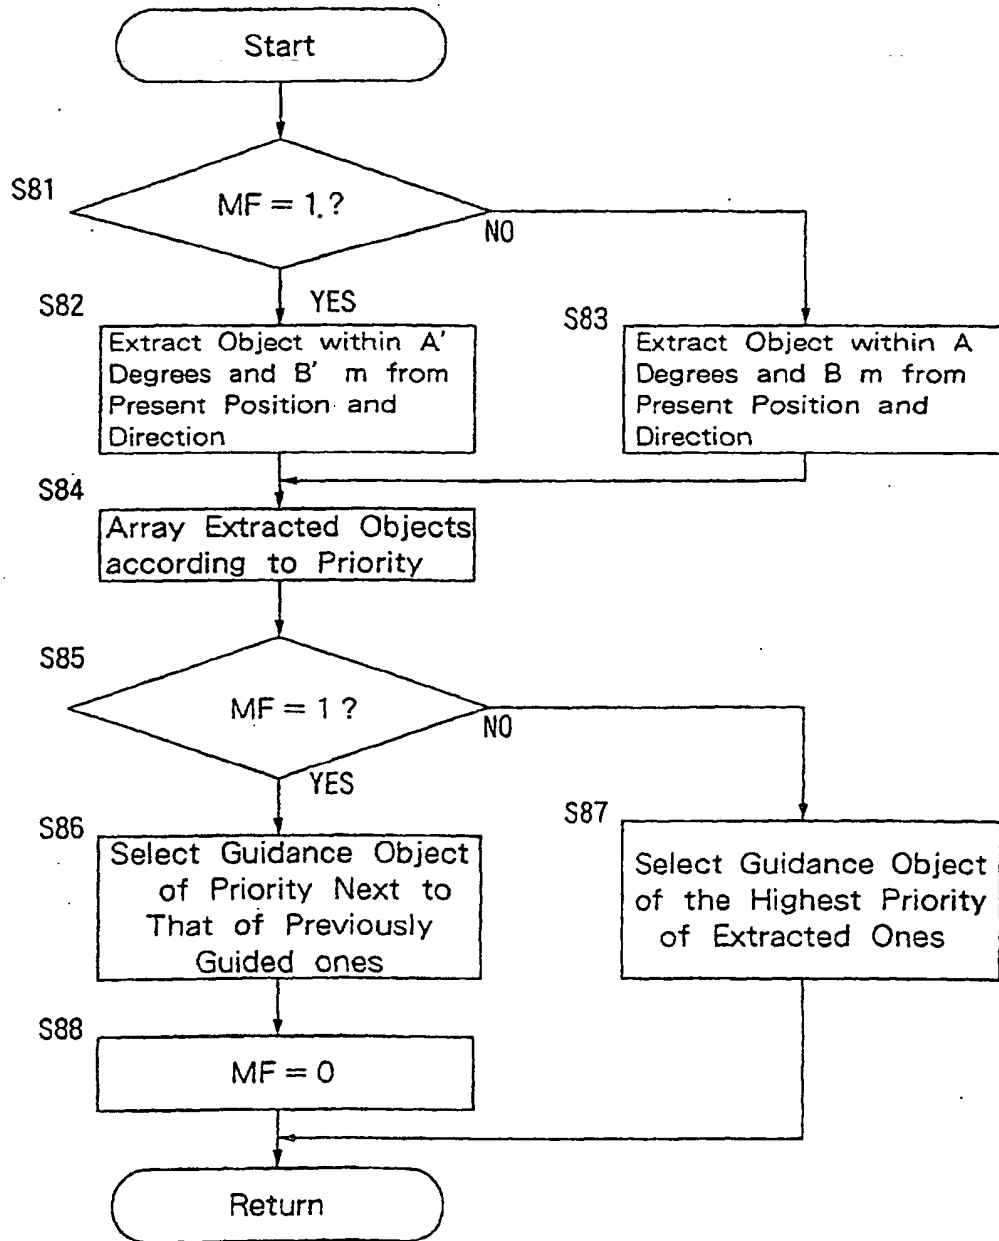 Start
S81
MF = 1.?
NO
YES
S82
Extract Object within A'
Degrees and B' m from
Present Position and
Direction
S83
Extract Object within A
Degrees and B m from
Present Position and
Direction
S84
Array Extracted Objects
according to Priority
S85
MF = 1 ?
NO
YES
S86
Select Guidance Object
of Priority Next to
That of Previously
Guided ones
S87
Select Guidance Object
of the Highest Priority
of Extracted Ones
S88
MF = 0
Return